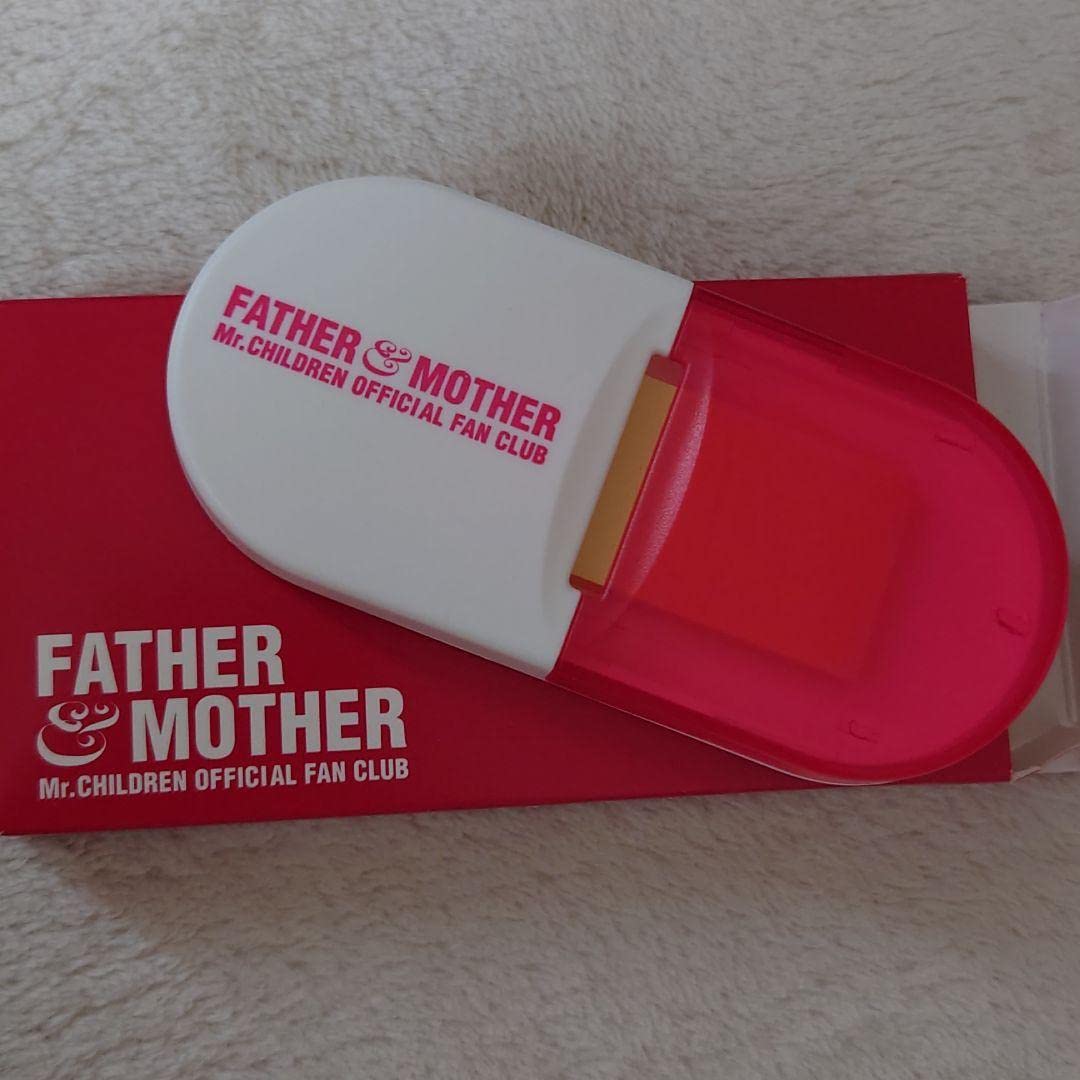 FATHER & MOTHER
Mr.CHILDREN OFFICIAL FAN CLUB
FATHER
& MOTHER
Mr.CHILDREN OFFICIAL FAN CLUB